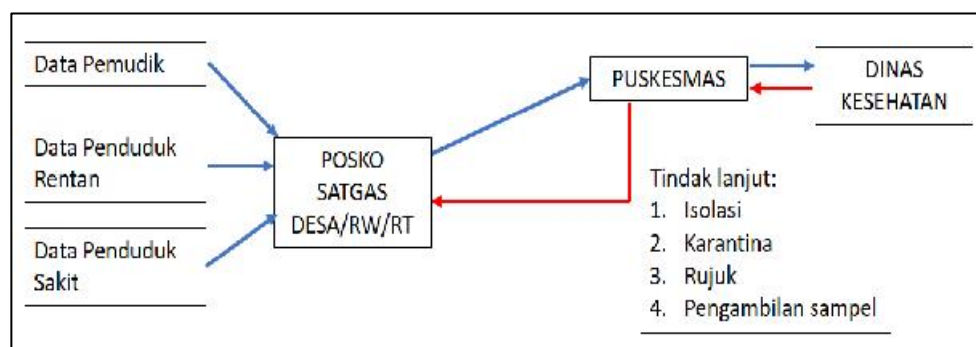 Data Pemudik
Data Penduduk
Rentan
Data Penduduk
Sakit
POSKO
SATGAS
DESA/RW/RT
PUSKESMAS
DINAS
KESEHATAN
Tindak lanjut:
1. Isolasi
2. Karantina
3. Rujuk
4. Pengambilan sampel